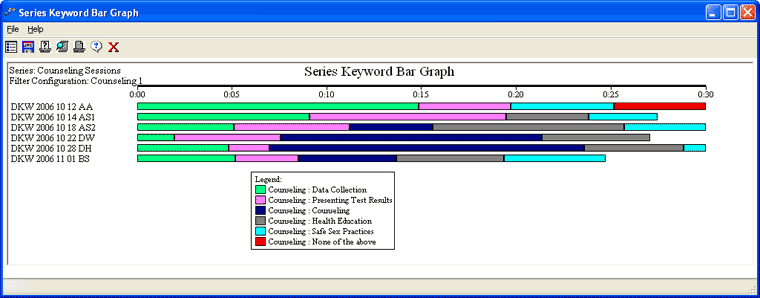 Series Keyword Bar Graph
File Help
Series: Counseling Sessions
Filter Configuration: Counseling 1
Series Keyword Bar Graph
0:00 0:05 0:10 0:15 0:20 0:25 0:30
DKW 2006 10 12 AA
DKW 2006 10 14 AS1
DKW 2006 10 18 AS2
DKW 2006 10 22 DW
DKW 2006 10 28 DH
DKW 2006 11 01 BS
Legend:
Counseling : Data Collection
Counseling : Presenting Test Results
Counseling : Counseling
Counseling : Health Education
Counseling : Safe Sex Practices
Counseling : None of the above